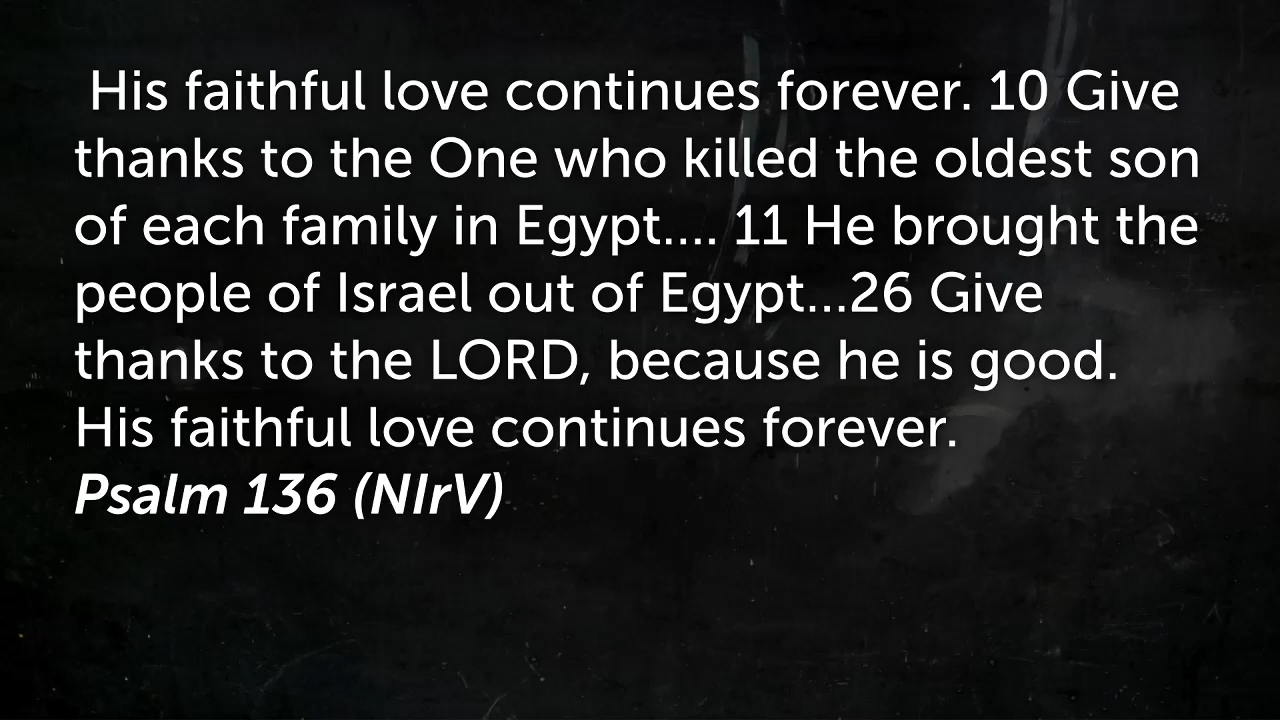 His faithful love continues forever. 10 Give
thanks to the One who killed the oldest son
of each family in Egypt.... 11 He brought the
people of Israel out of Egypt...26 Give
thanks to the LORD, because he is good.
His faithful love continues forever.
Psalm 136 (NIrV)